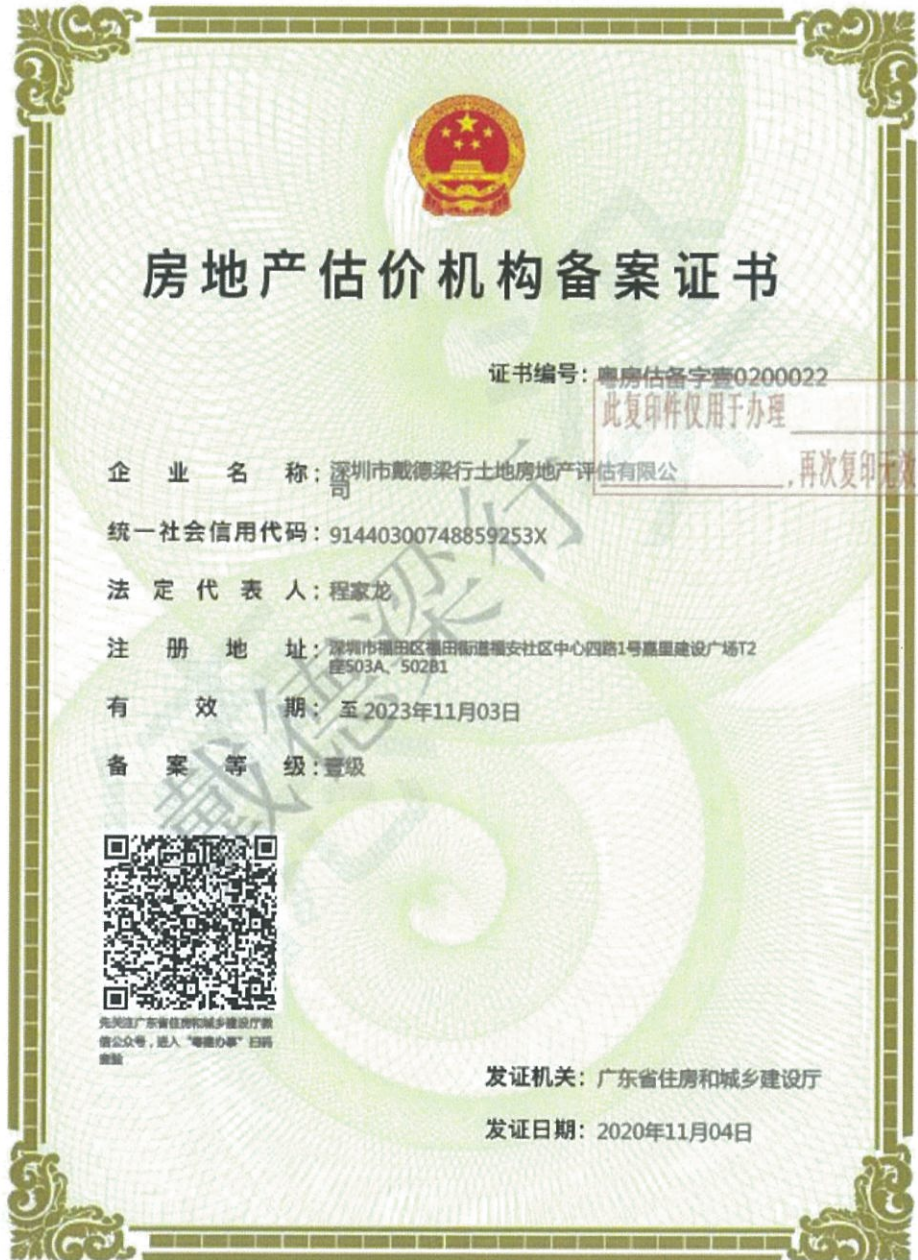 房地产估价机构备案证书
证书编号：粤房估备字壹0200022
此复印件仅用于办理
，再次复印无效
企业名称：深圳市戴德梁行土地房地产评估有限公
司
统一社会信用代码：91440300748859253X
法定代表人：程家龙
注册地址：深圳市福田区福田街道福安社区中心四路1号嘉里建设广场T2
座503A、502B1
有效期：至2023年11月03日
备案等级：壹级
戴德梁行
先关注广东省住房和城乡建设厅微
信公众号，进入“粤建办事”扫码
查验
发证机关：广东省住房和城乡建设厅
发证日期：2020年11月04日